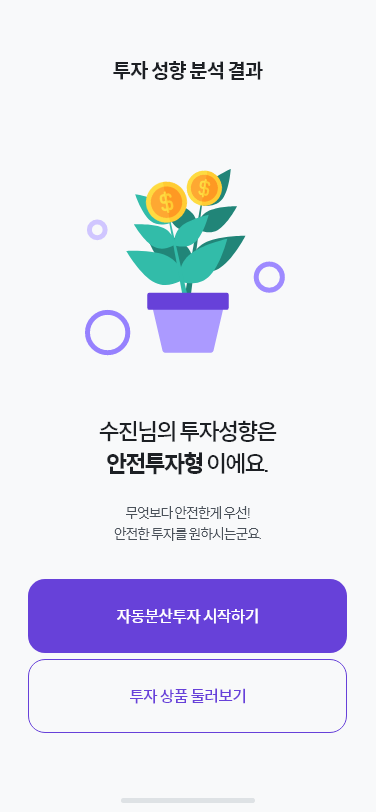 투자 성향 분석 결과
$ $
수진님의 투자성향은
안전투자형 이에요.
무엇보다 안전한게 우선!
안전한 투자를 원하시는군요.
자동분산투자 시작하기
투자 상품 둘러보기